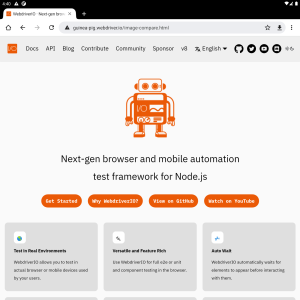 4:40
WebdriverIO · Next-gen brow
guinea-pig.webdriver.io/image-compare.html
Docs API Blog Contribute Community Sponsor v8 English
Next-gen browser and mobile automation
test framework for Node.js
Get Started Why WebdriverIO? View on GitHub Watch on YouTube
Test in Real Environments
WebdriverIO allows you to test in
actual browser or mobile devices used
by your users.
Versatile and Feature Rich
Use WebdriverIO for full size or unit
and component testing in the browser.
Auto Wait
WebdriverIO automatically waits for
elements to appear before interacting
with them.